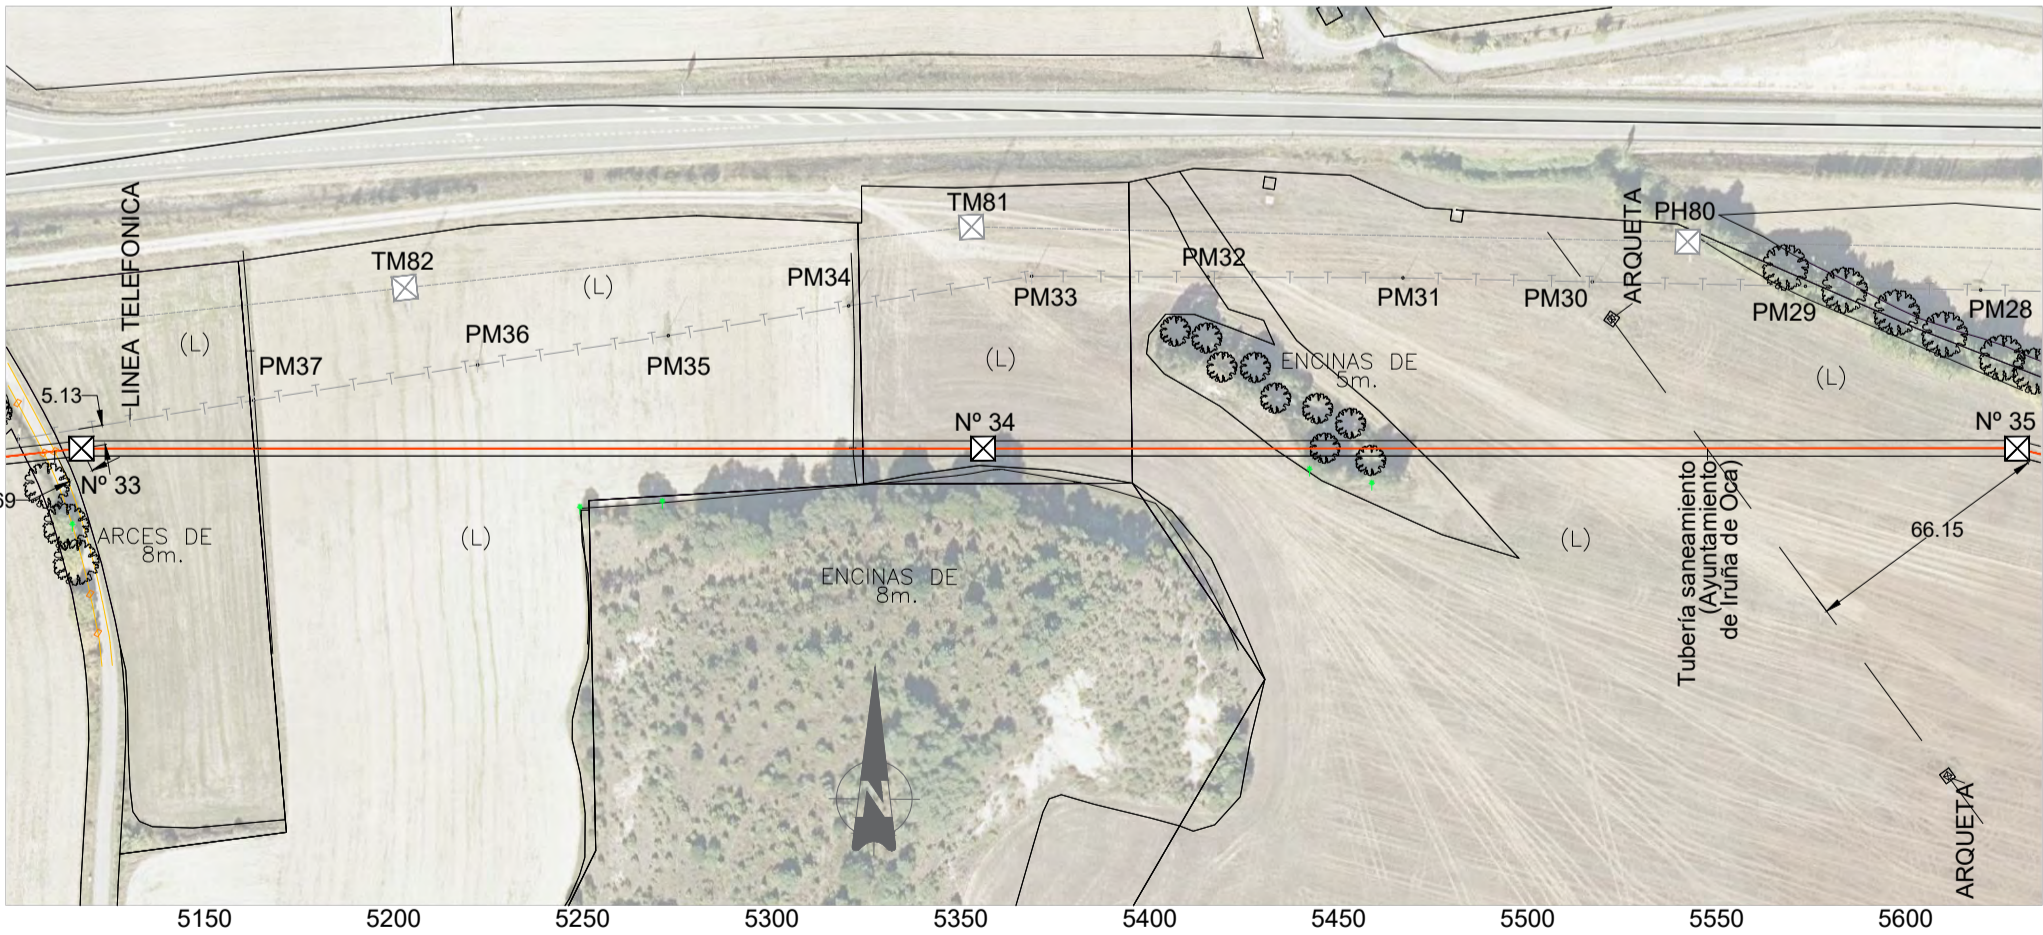 LINEA TELEFONICA
TM82
TM81
PH80
ARQUETA
PM34
PM32
PM33
PM31
PM30
PM29
PM28
PM37
PM36
PM35
(L)
(L)
(L)
(L)
ENCINAS DE
5m.
5.13
Nº 33
Nº 34
Nº 35
69
ARCES DE
8m.
(L)
(L)
ENCINAS DE
8m.
Tubería saneamiento
(Ayuntamiento
de Iruña de Oca)
66.15
ARQUETA
N
5150 5200 5250 5300 5350 5400 5450 5500 5550 5600